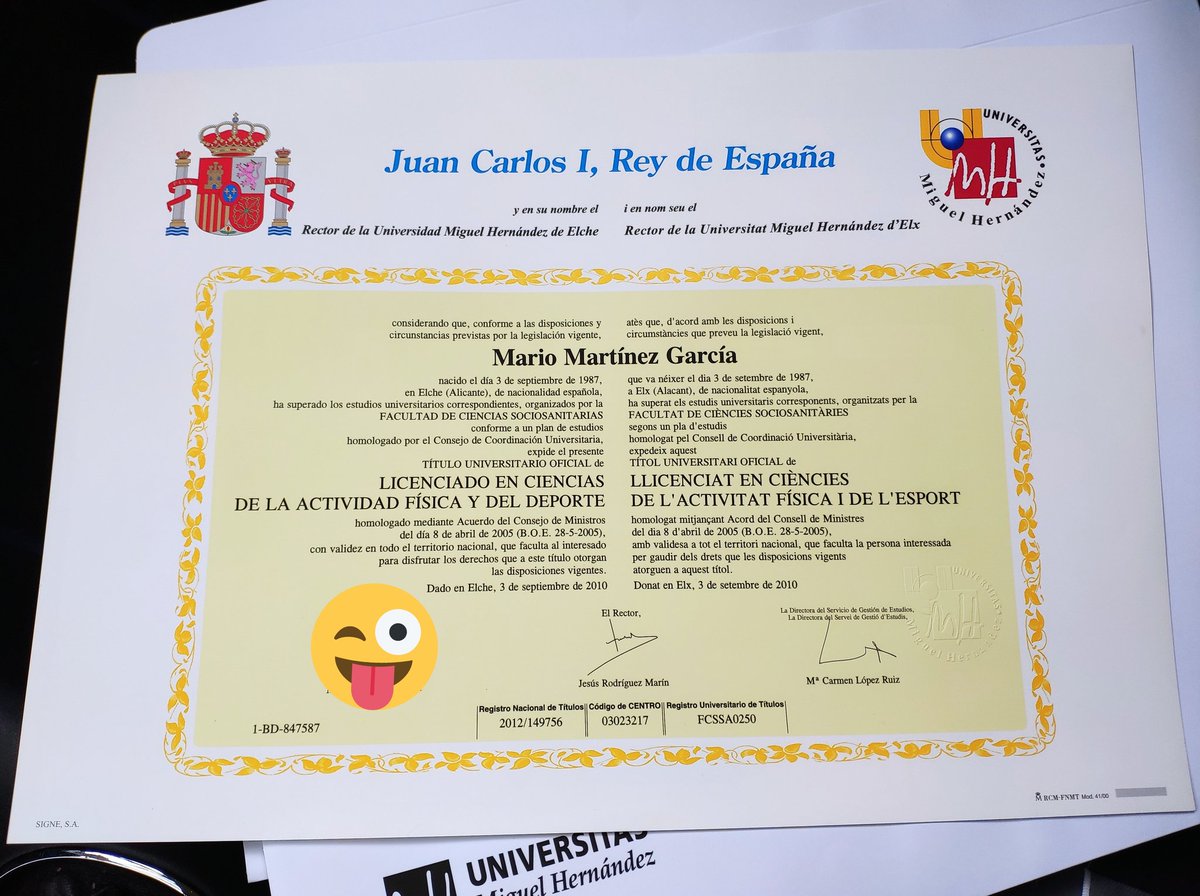 Juan Carlos I, Rey de España
UNIVERSITAS
Miguel Hernández
y en su nombre el
Rector de la Universidad Miguel Hernández de Elche
i en nom seu el
Rector de la Universitat Miguel Hernández d'Elx
considerando que, conforme a las disposiciones y
circunstancias previstas por la legislación vigente,
atès que, d'acord amb les disposicions i
circumstàncies que preveu la legislació vigent,
Mario Martínez García
nacido el día 3 de septiembre de 1987,
en Elche (Alicante), de nacionalidad española,
ha superado los estudios universitarios correspondientes, organizados por la
FACULTAD DE CIENCIAS SOCIOSANITARIAS
conforme a un plan de estudios
homologado por el Consejo de Coordinación Universitaria,
expide el presente
TÍTULO UNIVERSITARIO OFICIAL de
LICENCIADO EN CIENCIAS
DE LA ACTIVIDAD FÍSICA Y DEL DEPORTE
homologado mediante Acuerdo del Consejo de Ministros
del día 8 de abril de 2005 (B.O.E. 28-5-2005),
con validez en todo el territorio nacional, que faculta al interesado
para disfrutar los derechos que a este título otorgan
las disposiciones vigentes.
Dado en Elche, 3 de septiembre de 2010
que va néixer el dia 3 de setembre de 1987,
a Elx (Alacant), de nacionalitat espanyola,
ha superat els estudis universitaris corresponents, organitzats per la
FACULTAT DE CIÈNCIES SOCIOSANITÀRIES
segons un pla d'estudis
homologat pel Consell de Coordinació Universitària,
expedeix aquest
TÍTOL UNIVERSITARI OFICIAL de
LLICENCIAT EN CIÈNCIES
DE L'ACTIVITAT FÍSICA I DE L'ESPORT
homologat mitjançant Acord del Consell de Ministres
del dia 8 d'abril de 2005 (B.O.E. 28-5-2005),
amb validesa a tot el territori nacional, que faculta la persona interessada
per gaudir dels drets que les disposicions vigents
atorguen a aquest títol.
Donat en Elx, 3 de setembre de 2010
El Rector,
Jesús Rodríguez Marín
La Directora del Servicio de Gestión de Estudios,
La Directora del Servei de Gestió d'Estudis,
Mª Carmen López Ruiz
UNIVERSITAS
Miguel Hernández
1-BD-847587
Registro Nacional de Títulos
2012/149756
Código de CENTRO
03023217
Registro Universitario de Títulos
FCSSA0250
RCM-FNMT Mod. 41/00
SIGNE, S.A.
UNIVERSITAS
Miguel Hernández